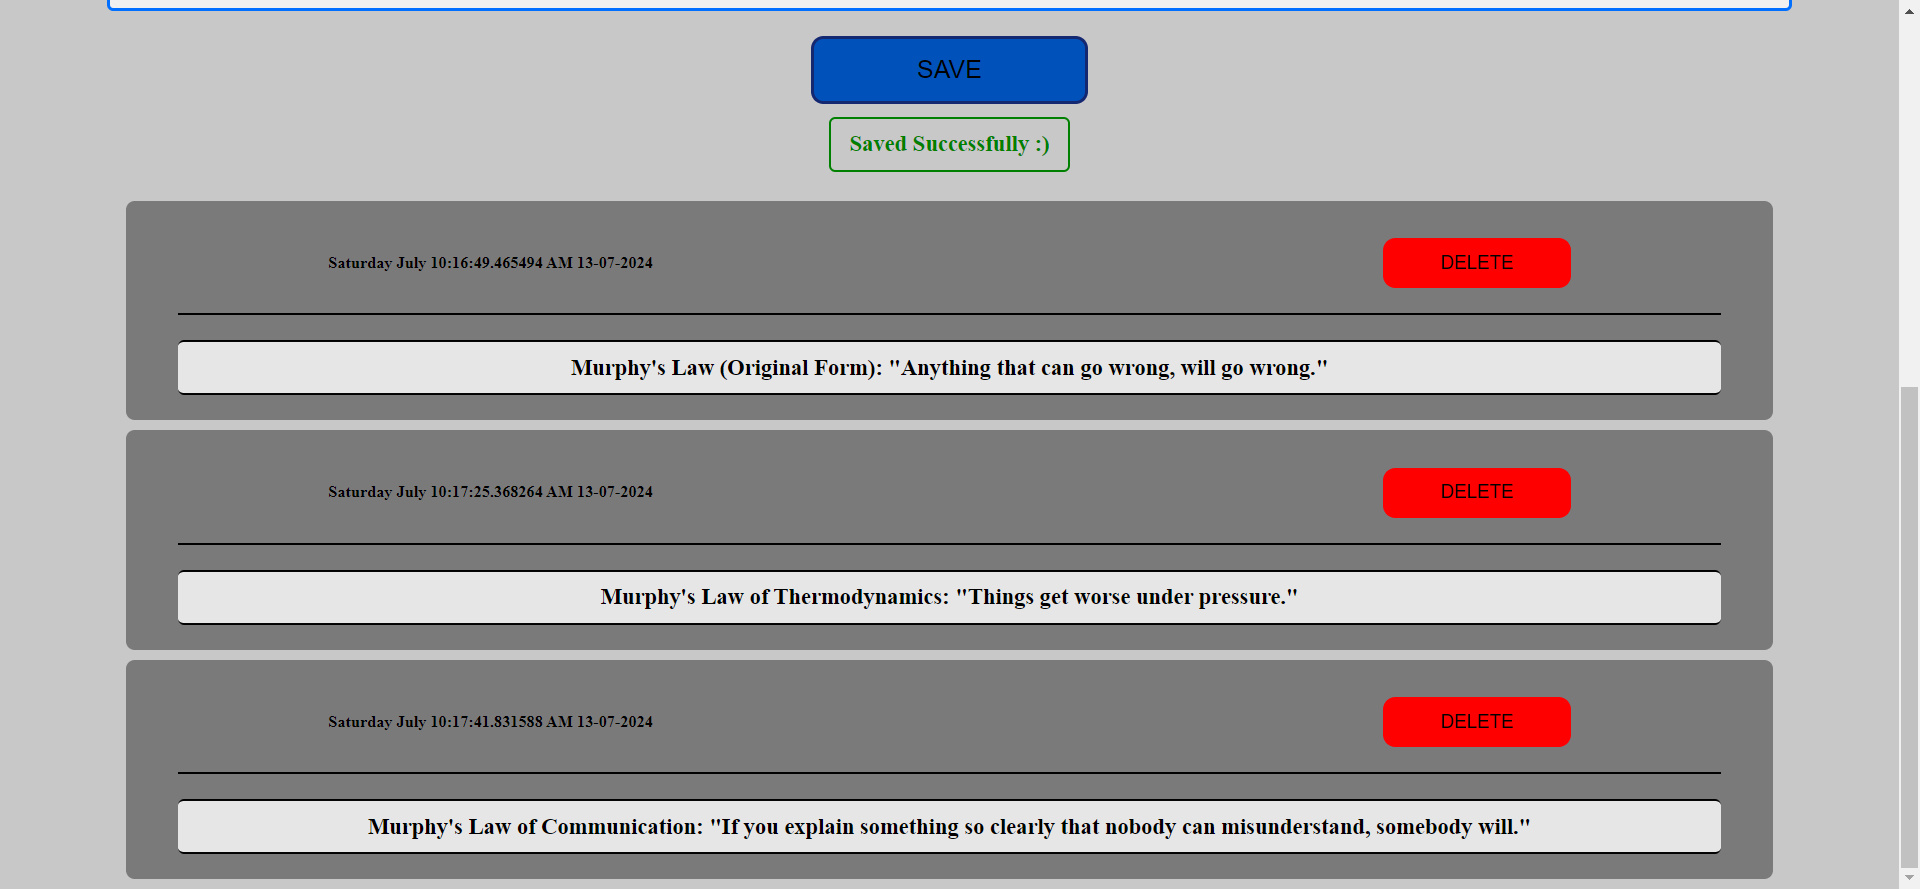 SAVE
Saved Successfully :)
Saturday July 10:16:49.465494 AM 13-07-2024
DELETE
Murphy's Law (Original Form): "Anything that can go wrong, will go wrong."
Saturday July 10:17:25.368264 AM 13-07-2024
DELETE
Murphy's Law of Thermodynamics: "Things get worse under pressure."
Saturday July 10:17:41.831588 AM 13-07-2024
DELETE
Murphy's Law of Communication: "If you explain something so clearly that nobody can misunderstand, somebody will."